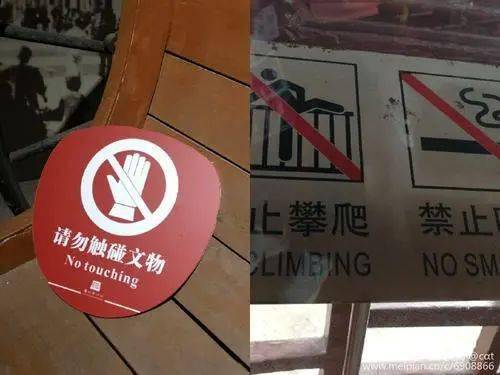 请勿触碰文物
No touching
止攀爬
CLIMBING
禁止
NO SM
www.meipian.cn/c/6908866